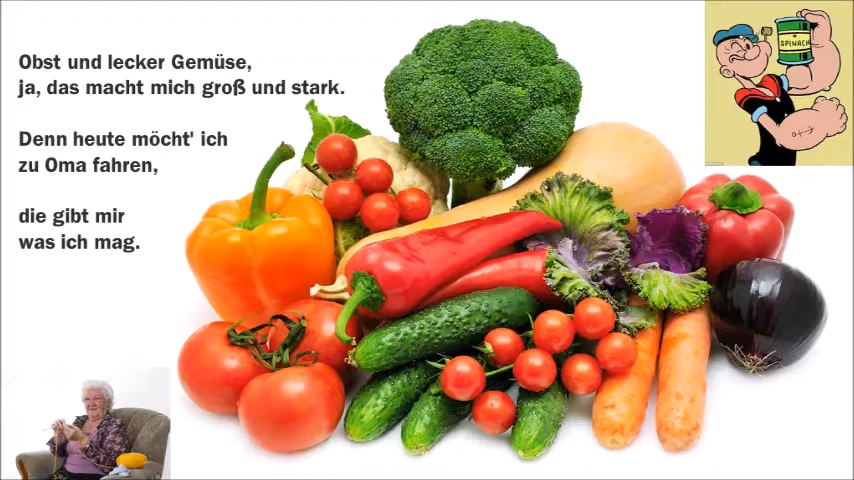 Obst und lecker Gemüse,
ja, das macht mich groß und stark.
Denn heute möcht' ich
zu Oma fahren,
die gibt mir
was ich mag.
SPINACH